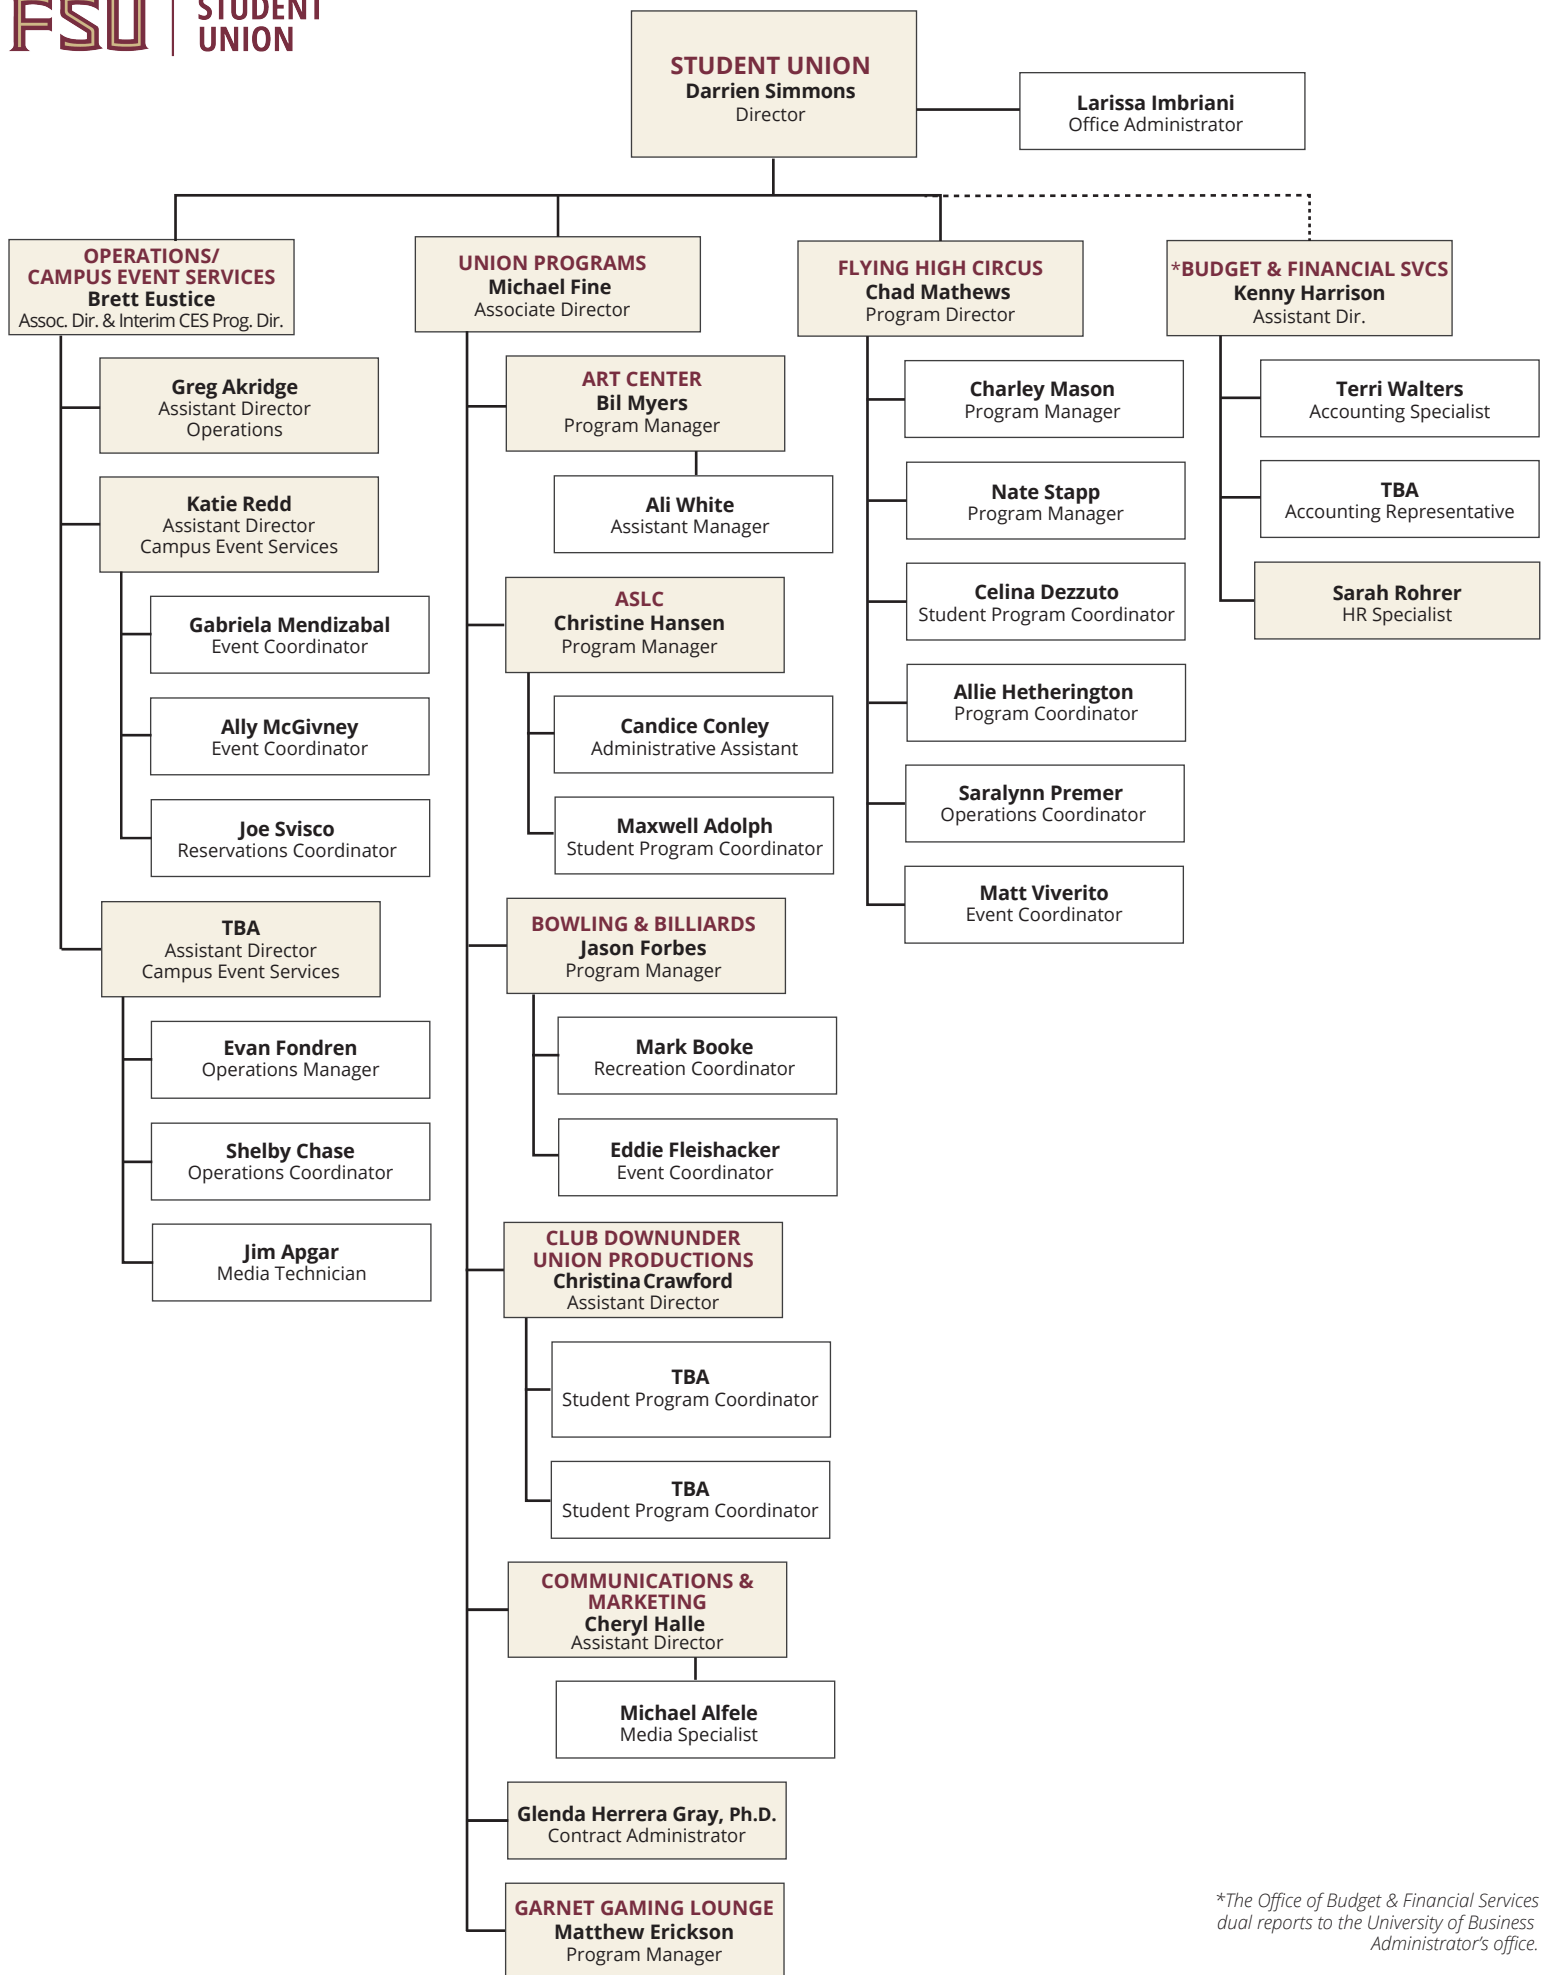 FSU
STUDENT
UNION
STUDENT UNION
Darrien Simmons
Director
Larissa Imbriani
Office Administrator
OPERATIONS/
CAMPUS EVENT SERVICES
Brett Eustice
Assoc. Dir. & Interim CES Prog. Dir.
Greg Akridge
Assistant Director
Operations
Katie Redd
Assistant Director
Campus Event Services
Gabriela Mendizabal
Event Coordinator
Ally McGivney
Event Coordinator
Joe Svisco
Reservations Coordinator
TBA
Assistant Director
Campus Event Services
Evan Fondren
Operations Manager
Shelby Chase
Operations Coordinator
Jim Apgar
Media Technician
UNION PROGRAMS
Michael Fine
Associate Director
ART CENTER
Bil Myers
Program Manager
Ali White
Assistant Manager
ASLC
Christine Hansen
Program Manager
Candice Conley
Administrative Assistant
Maxwell Adolph
Student Program Coordinator
BOWLING & BILLIARDS
Jason Forbes
Program Manager
Mark Booke
Recreation Coordinator
Eddie Fleishacker
Event Coordinator
CLUB DOWNUNDER
UNION PRODUCTIONS
Christina Crawford
Assistant Director
TBA
Student Program Coordinator
TBA
Student Program Coordinator
COMMUNICATIONS &
MARKETING
Cheryl Halle
Assistant Director
Michael Alfele
Media Specialist
Glenda Herrera Gray, Ph.D.
Contract Administrator
GARNET GAMING LOUNGE
Matthew Erickson
Program Manager
FLYING HIGH CIRCUS
Chad Mathews
Program Director
Charley Mason
Program Manager
Nate Stapp
Program Manager
Celina Dezzuto
Student Program Coordinator
Allie Hetherington
Program Coordinator
Saralynn Premer
Operations Coordinator
Matt Viverito
Event Coordinator
*BUDGET & FINANCIAL SVCS
Kenny Harrison
Assistant Dir.
Terri Walters
Accounting Specialist
TBA
Accounting Representative
Sarah Rohrer
HR Specialist
*The Office of Budget & Financial Services
dual reports to the University of Business
Administrator's office.